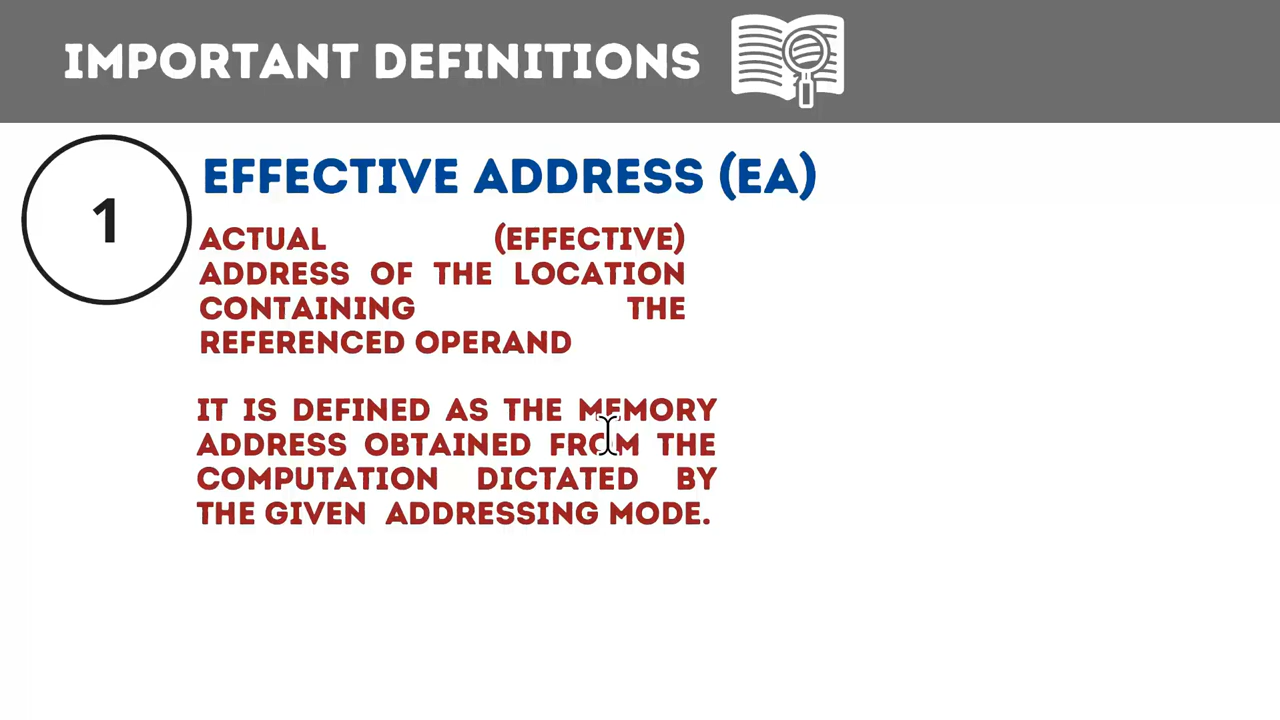 IMPORTANT DEFINITIONS
1
EFFECTIVE ADDRESS (EA)
ACTUAL (EFFECTIVE)
ADDRESS OF THE LOCATION
CONTAINING THE
REFERENCED OPERAND
IT IS DEFINED AS THE MEMORY
ADDRESS OBTAINED FROM THE
COMPUTATION DICTATED BY
THE GIVEN ADDRESSING MODE.